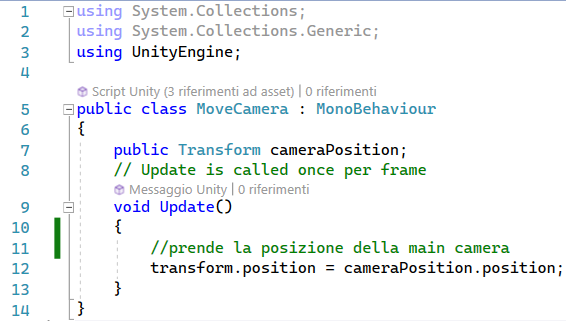 1 using System.Collections;
2 using System.Collections.Generic;
3 using UnityEngine;
4
Script Unity (3 riferimenti ad asset) | 0 riferimenti
5 public class MoveCamera : MonoBehaviour
6 {
7 public Transform cameraPosition;
8 // Update is called once per frame
Messaggio Unity | 0 riferimenti
9 void Update()
10 {
11 //prende la posizione della main camera
12 transform.position = cameraPosition.position;
13 }
14 }